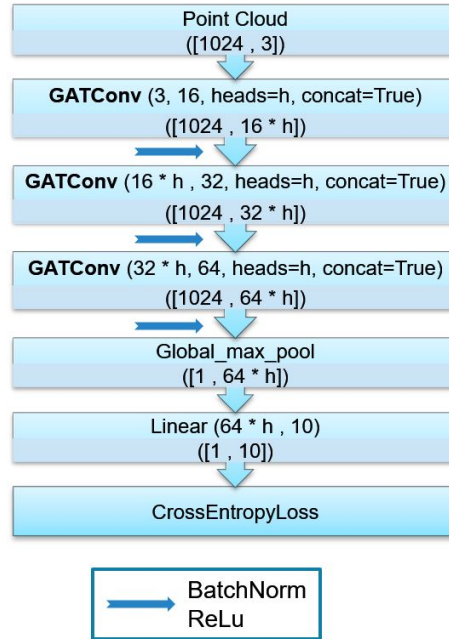 Point Cloud
([1024 , 3])
GATConv (3, 16, heads=h, concat=True)
([1024 , 16 * h])
GATConv (16 * h , 32, heads=h, concat=True)
([1024 , 32 * h])
GATConv (32 * h, 64, heads=h, concat=True)
([1024 , 64 * h])
Global_max_pool
([1 , 64 * h])
Linear (64 * h , 10)
([1 , 10])
CrossEntropyLoss
BatchNorm
ReLu